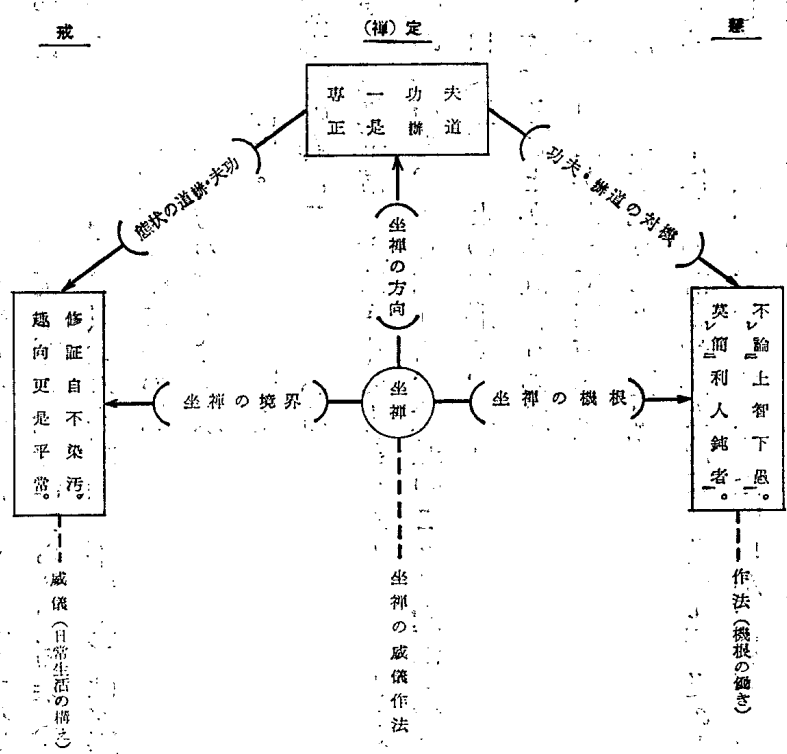 戒
(禅)定
慧
専一功夫
正是辦道
功夫・辦道の状態
功夫・辦道の対機
坐禅の方向
修証自不染汚。
趣向更是平常。
坐禅の境界
坐禅
坐禅の機根
不レ論二上智下愚一。
莫レ簡二利人鈍者一。
威儀(日常生活の構え)
坐禅の威儀作法
作法(機根の働き)